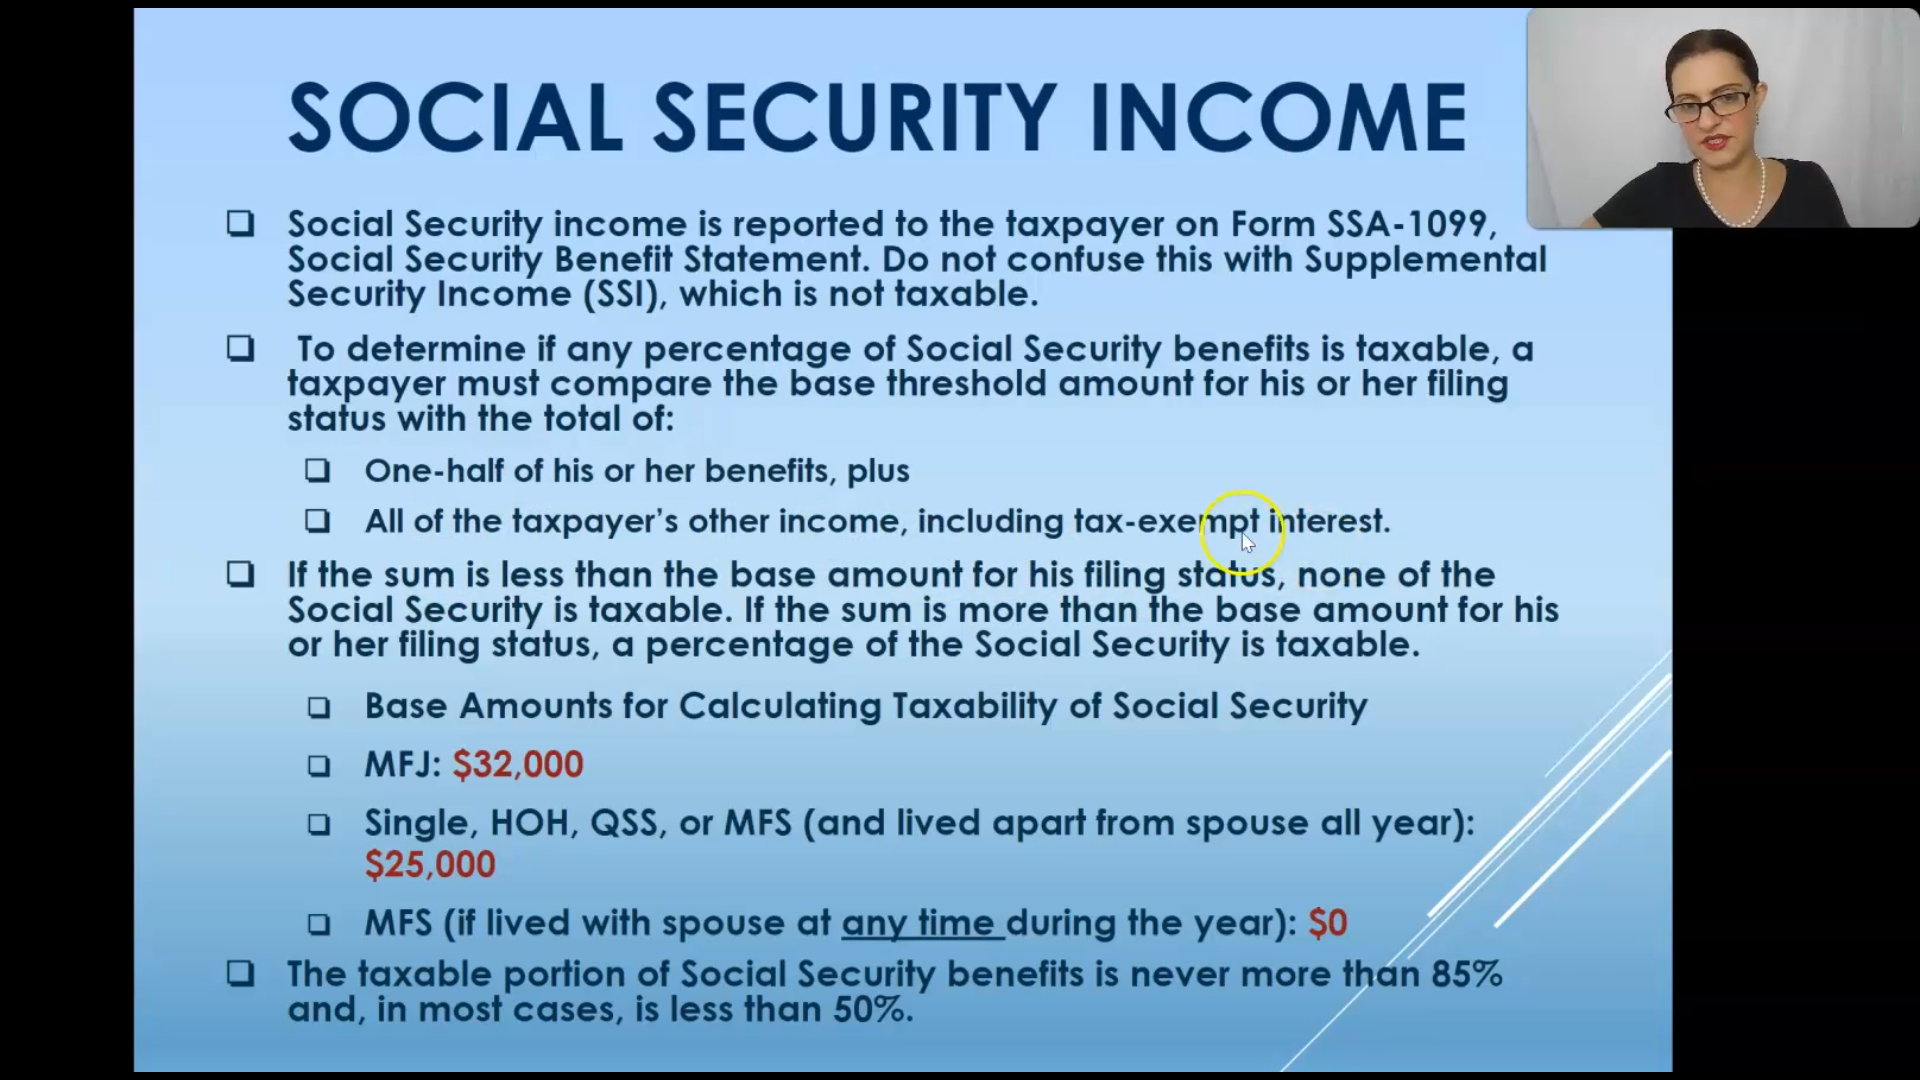 SOCIAL SECURITY INCOME
Social Security income is reported to the taxpayer on Form SSA-1099,
Social Security Benefit Statement. Do not confuse this with Supplemental
Security Income (SSI), which is not taxable.
To determine if any percentage of Social Security benefits is taxable, a
taxpayer must compare the base threshold amount for his or her filing
status with the total of:
One-half of his or her benefits, plus
All of the taxpayer’s other income, including tax-exempt interest.
If the sum is less than the base amount for his filing status, none of the
Social Security is taxable. If the sum is more than the base amount for his
or her filing status, a percentage of the Social Security is taxable.
Base Amounts for Calculating Taxability of Social Security
MFJ: $32,000
Single, HOH, QSS, or MFS (and lived apart from spouse all year):
$25,000
MFS (if lived with spouse at any time during the year): $0
The taxable portion of Social Security benefits is never more than 85%
and, in most cases, is less than 50%.